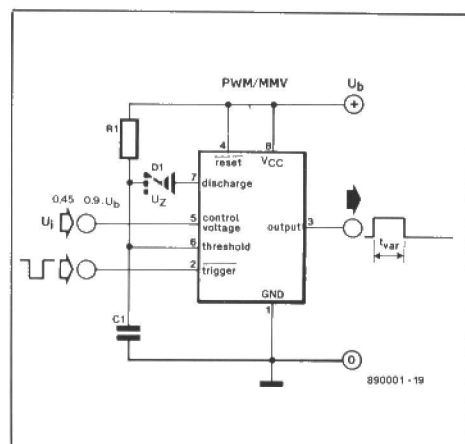 PWM/MMV
Ub
+
R1
4
8
reset
VCC
D1
7
discharge
UZ
0,45
0,9.Ub
Ui
5
control
voltage
output
3
6
threshold
tvar
2
trigger
GND
C1
1
0
890001-19